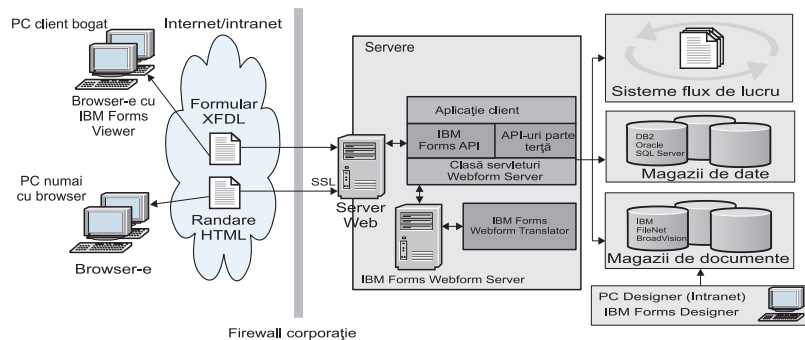 PC client bogat
Internet/intranet
Browser-e cu
IBM Forms
Viewer
Formular
XFDL
PC numai
cu browser
Browser-e
Randare
HTML
SSL
Server
Web
Firewall corporaţie
Servere
Aplicaţie client
IBM
Forms API
API-uri parte
terţă
Clasă servleturi
Webform Server
IBM Forms
Webform Translator
IBM Forms Webform Server
Sisteme flux de lucru
DB2
Oracle
SQL Server
Magazii de date
IBM
FileNet
BroadVision
Magazii de documente
PC Designer (Intranet)
IBM Forms Designer